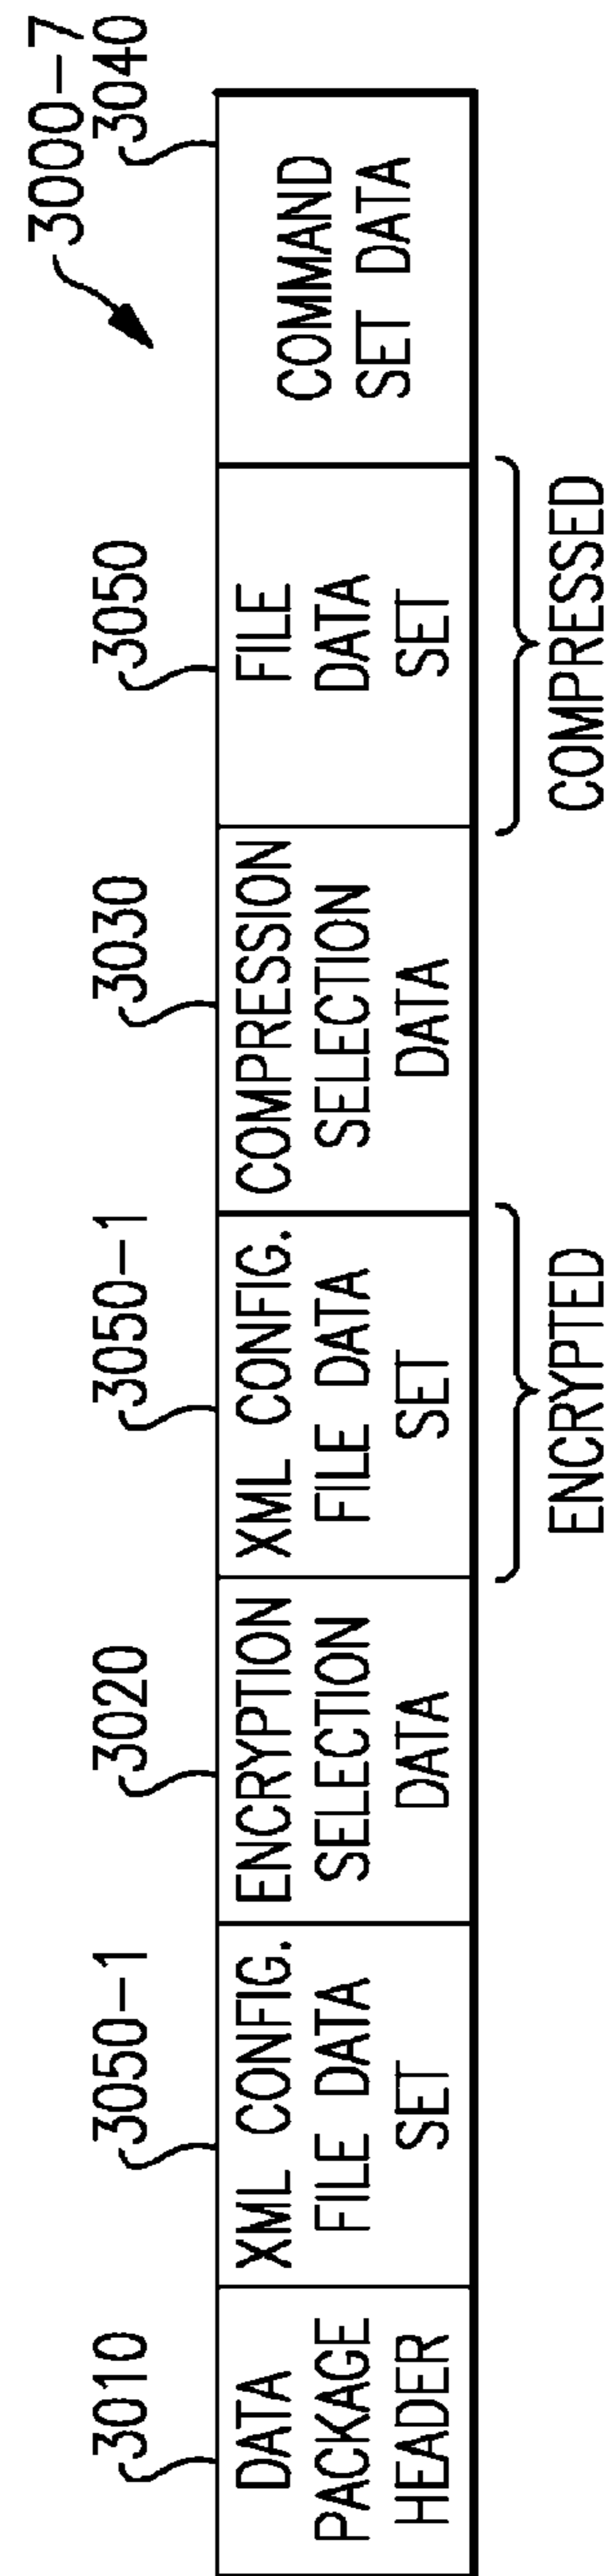 3000-7
3010
3050-1
3020
3050-1
3030
3050
3040
DATA
PACKAGE
HEADER
XML CONFIG.
FILE DATA
SET
ENCRYPTION
SELECTION
DATA
XML CONFIG.
FILE DATA
SET
COMPRESSION
SELECTION
DATA
FILE
DATA
SET
COMMAND
SET DATA
ENCRYPTED
COMPRESSED